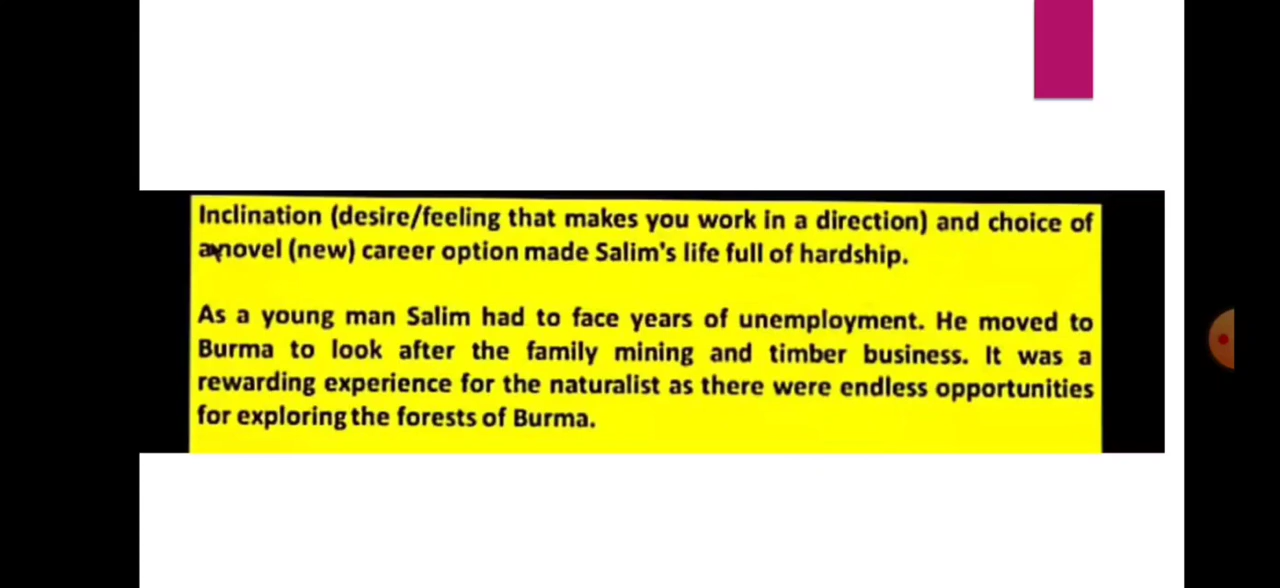 Inclination (desire/feeling that makes you work in a direction) and choice of
a novel (new) career option made Salim's life full of hardship.
As a young man Salim had to face years of unemployment. He moved to
Burma to look after the family mining and timber business. It was a
rewarding experience for the naturalist as there were endless opportunities
for exploring the forests of Burma.